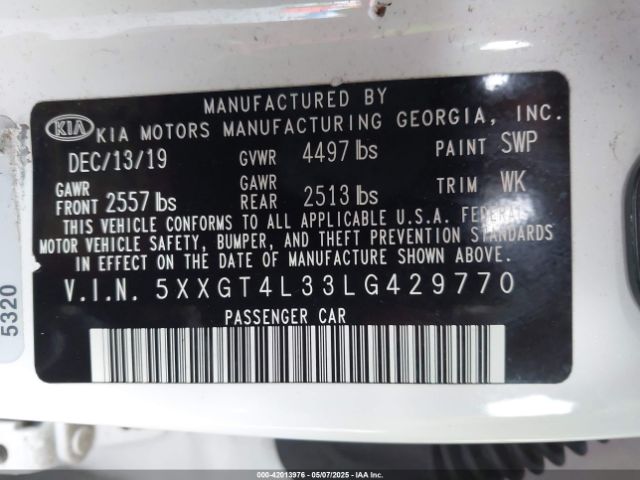 MANUFACTURED BY
KIA KIA MOTORS MANUFACTURING GEORGIA, INC.
DEC/13/19 GVWR 4497 lbs PAINT SWP
GAWR FRONT 2557 lbs GAWR REAR 2513 lbs TRIM WK
THIS VEHICLE CONFORMS TO ALL APPLICABLE U.S.A. FEDERAL
MOTOR VEHICLE SAFETY, BUMPER, AND THEFT PREVENTION STANDARDS
IN EFFECT ON THE DATE OF MANUFACTURE SHOWN ABOVE.
V.I.N. 5XXGT4L33LG429770
PASSENGER CAR
5320
000-42013976 - 05/07/2025 - IAA Holdings, LLC